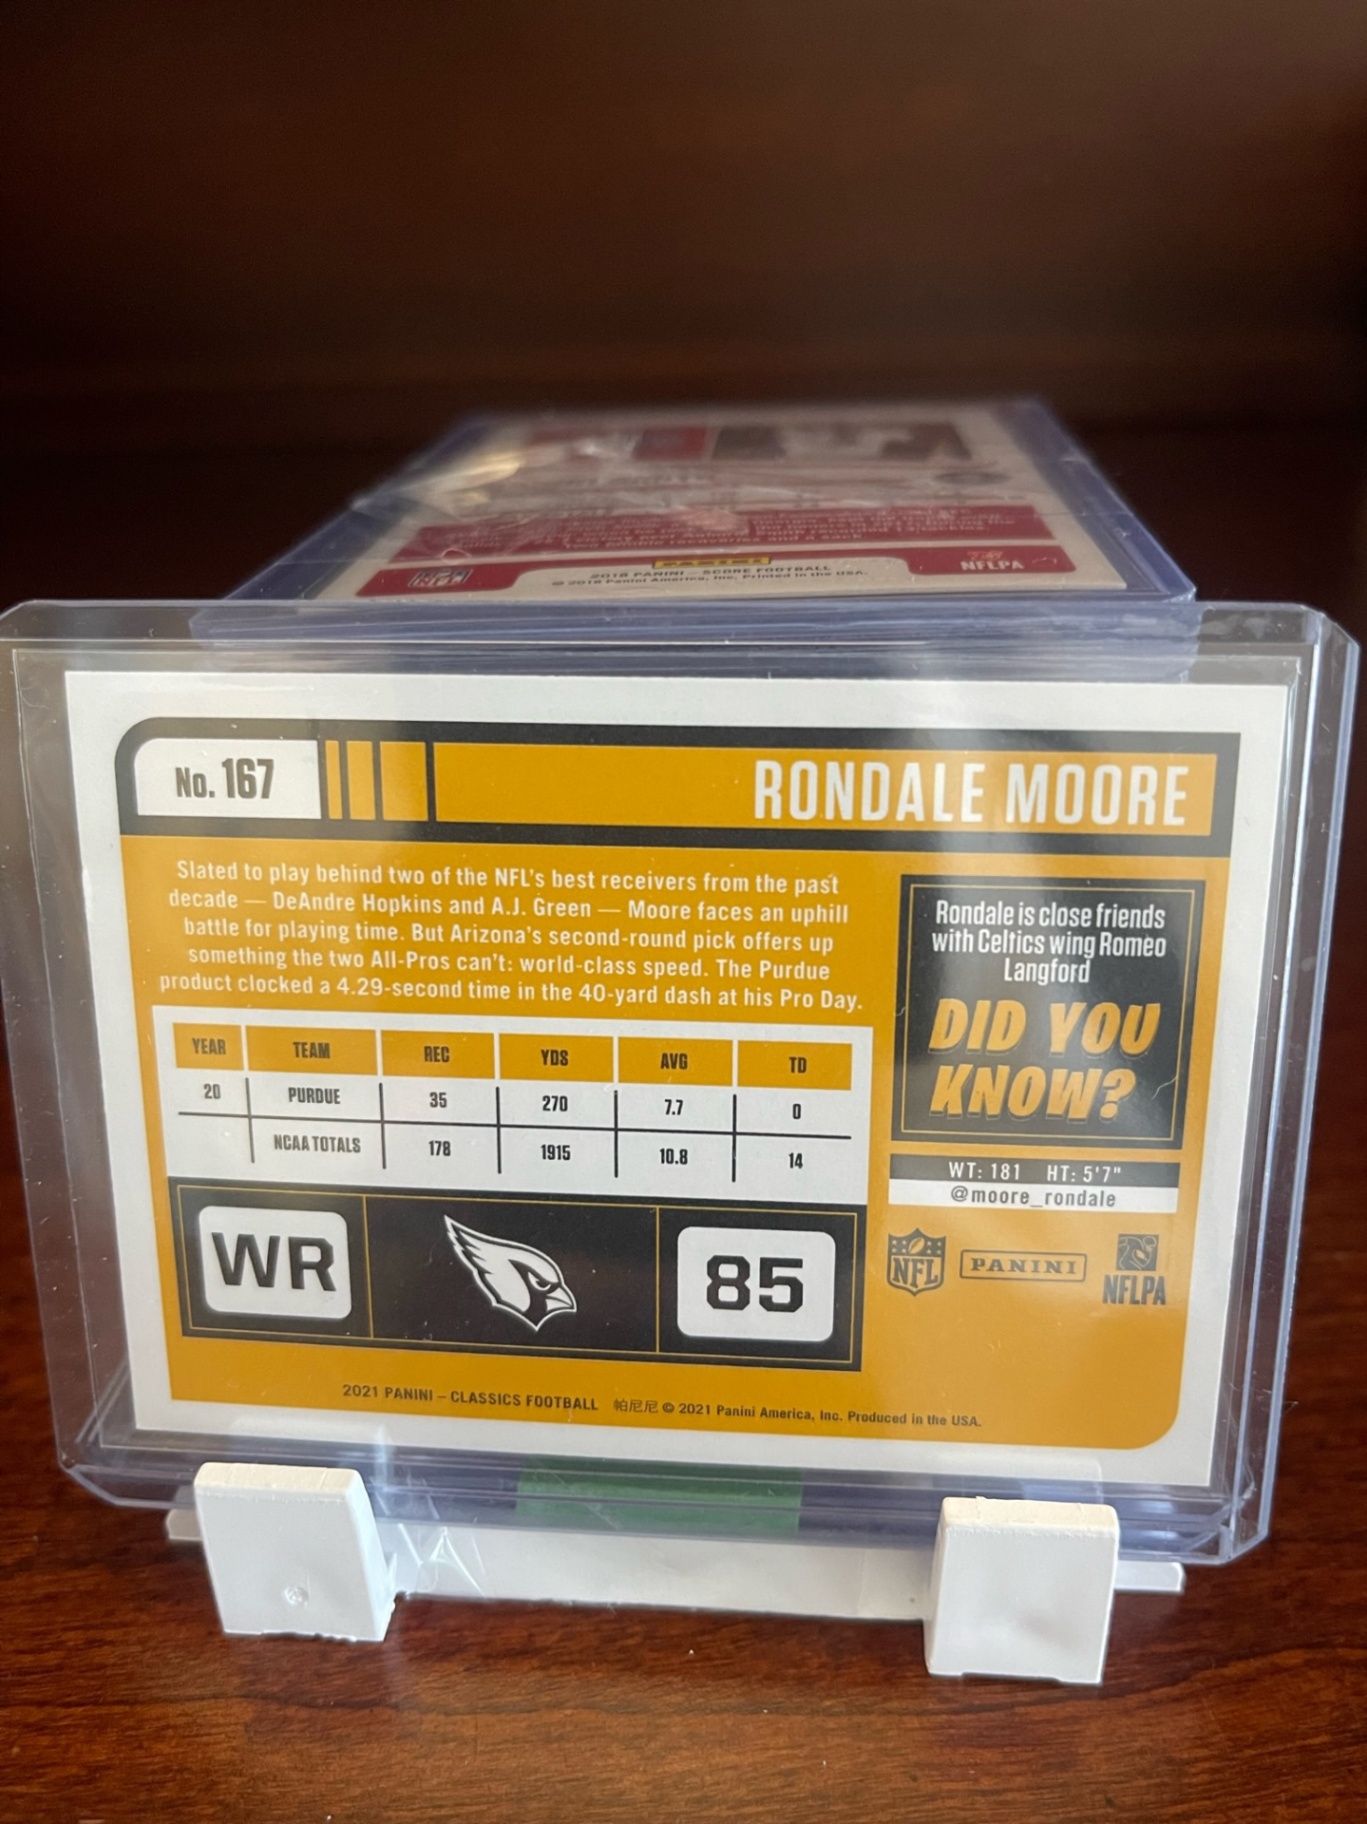 PANINI
2018 PANINI - SCORE FOOTBALL
© 2018 Panini America, Inc. Printed in the USA.
NFL
NFLPA
No. 167
RONDALE MOORE
Slated to play behind two of the NFL's best receivers from the past
decade — DeAndre Hopkins and A.J. Green — Moore faces an uphill
battle for playing time. But Arizona's second-round pick offers up
something the two All-Pros can't: world-class speed. The Purdue
product clocked a 4.29-second time in the 40-yard dash at his Pro Day.
Rondale is close friends
with Celtics wing Romeo
Langford
DID YOU
KNOW?
YEAR TEAM REC YDS AVG TD
20 PURDUE 35 270 7.7 0
NCAA TOTALS 178 1915 10.8 14
WT: 181 HT: 5'7"
@moore_rondale
WR
85
NFL PANINI NFLPA
2021 PANINI – CLASSICS FOOTBALL 帕尼尼 © 2021 Panini America, Inc. Produced in the USA.